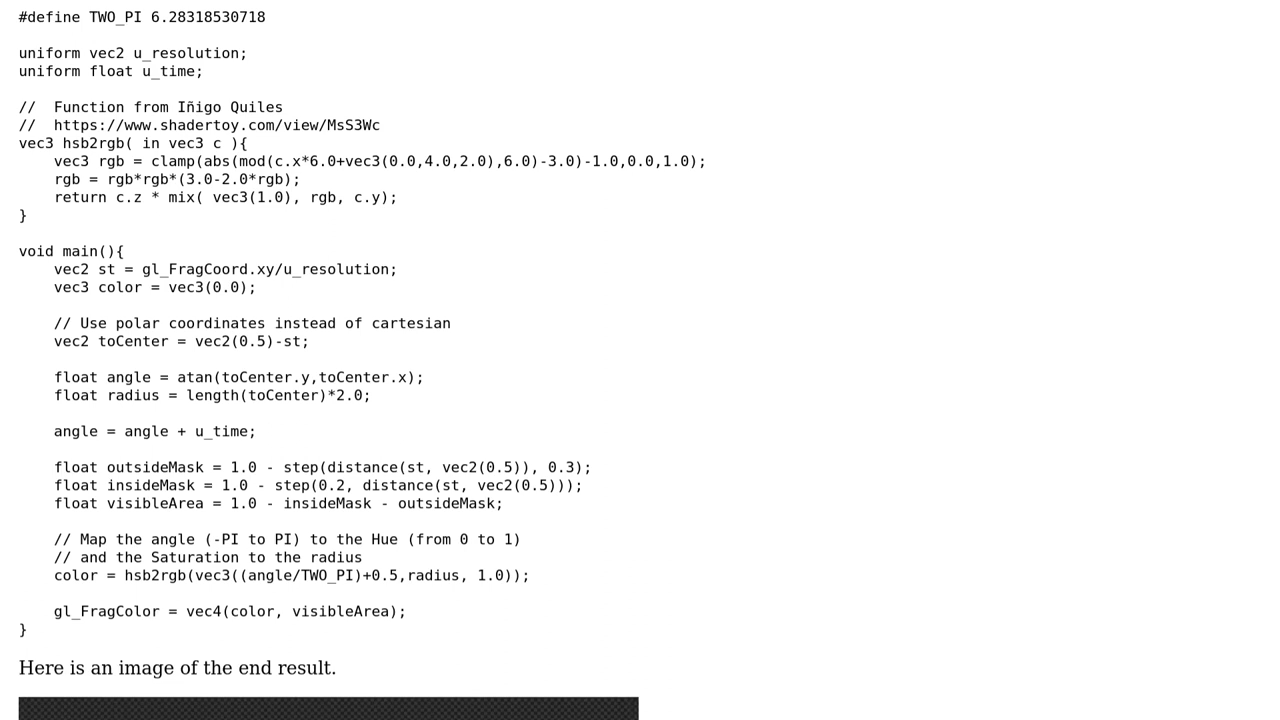 #define TWO_PI 6.28318530718

uniform vec2 u_resolution;
uniform float u_time;

//  Function from Iñigo Quiles
//  https://www.shadertoy.com/view/MsS3Wc
vec3 hsb2rgb( in vec3 c ){
    vec3 rgb = clamp(abs(mod(c.x*6.0+vec3(0.0,4.0,2.0),6.0)-3.0)-1.0,0.0,1.0);
    rgb = rgb*rgb*(3.0-2.0*rgb);
    return c.z * mix( vec3(1.0), rgb, c.y);
}

void main(){
    vec2 st = gl_FragCoord.xy/u_resolution;
    vec3 color = vec3(0.0);

    // Use polar coordinates instead of cartesian
    vec2 toCenter = vec2(0.5)-st;

    float angle = atan(toCenter.y,toCenter.x);
    float radius = length(toCenter)*2.0;

    angle = angle + u_time;

    float outsideMask = 1.0 - step(distance(st, vec2(0.5)), 0.3);
    float insideMask = 1.0 - step(0.2, distance(st, vec2(0.5)));
    float visibleArea = 1.0 - insideMask - outsideMask;

    // Map the angle (-PI to PI) to the Hue (from 0 to 1)
    // and the Saturation to the radius
    color = hsb2rgb(vec3((angle/TWO_PI)+0.5,radius, 1.0));

    gl_FragColor = vec4(color, visibleArea);
}

Here is an image of the end result.